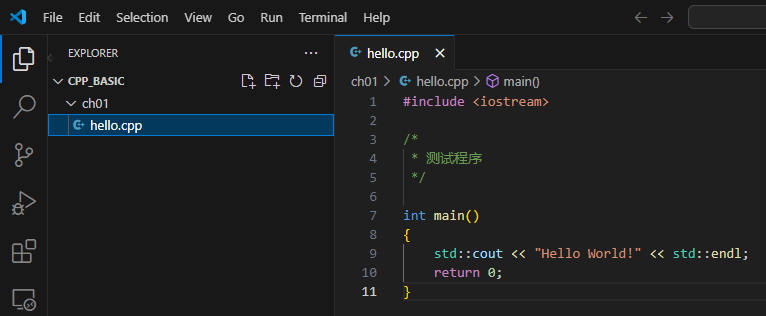 File Edit Selection View Go Run Terminal Help
EXPLORER
hello.cpp
CPP_BASIC
ch01
hello.cpp
ch01 > hello.cpp > main()
1 #include <iostream>
2
3 /*
4 * 测试程序
5 */
6
7 int main()
8 {
9 std::cout << "Hello World!" << std::endl;
10 return 0;
11 }